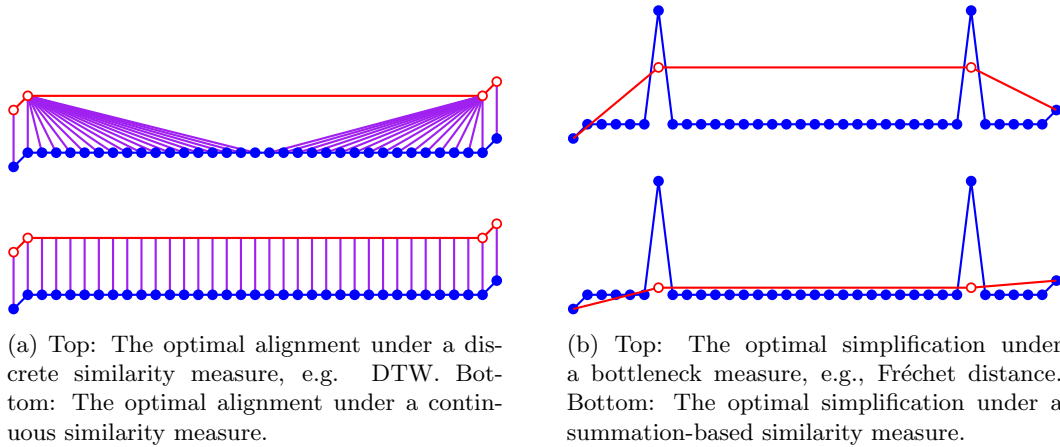 (a) Top: The optimal alignment under a dis-
crete similarity measure, e.g. DTW. Bot-
tom: The optimal alignment under a contin-
uous similarity measure.
(b) Top: The optimal simplification under
a bottleneck measure, e.g., Fréchet distance.
Bottom: The optimal simplification under a
summation-based similarity measure.